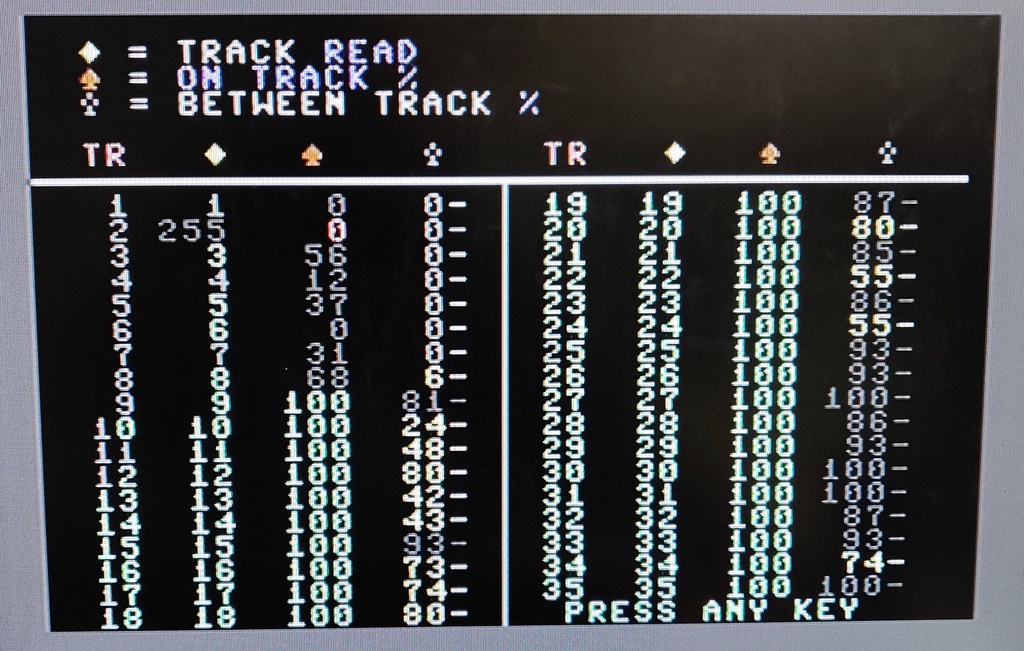 ♦ = TRACK READ
♠ = ON TRACK %
♣ = BETWEEN TRACK %
TR ♦ ♠ ♣ TR ♦ ♠ ♣
1 1 0 0- 19 19 100 87-
2 255 0 0- 20 20 100 80-
3 3 56 0- 21 21 100 85-
4 4 12 0- 22 22 100 55-
5 5 37 0- 23 23 100 86-
6 6 0 0- 24 24 100 55-
7 7 31 0- 25 25 100 93-
8 8 68 6- 26 26 100 93-
9 9 100 81- 27 27 100 100-
10 10 100 24- 28 28 100 86-
11 11 100 48- 29 29 100 93-
12 12 100 80- 30 30 100 100-
13 13 100 42- 31 31 100 100-
14 14 100 43- 32 32 100 87-
15 15 100 93- 33 33 100 93-
16 16 100 73- 34 34 100 74-
17 17 100 74- 35 35 100 100-
18 18 100 80- PRESS ANY KEY